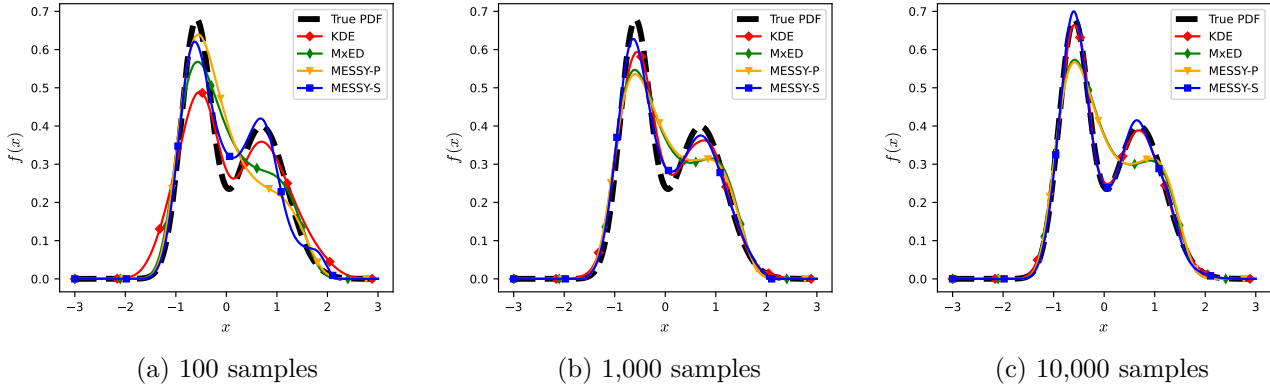 0.7
0.6
0.5
0.4
0.3
0.2
0.1
0.0
f(x)
−3 −2 −1 0 1 2 3
x
True PDF
KDE
MxED
MESSY-P
MESSY-S
(a) 100 samples
0.7
0.6
0.5
0.4
0.3
0.2
0.1
0.0
f(x)
−3 −2 −1 0 1 2 3
x
True PDF
KDE
MxED
MESSY-P
MESSY-S
(b) 1,000 samples
0.7
0.6
0.5
0.4
0.3
0.2
0.1
0.0
f(x)
−3 −2 −1 0 1 2 3
x
True PDF
KDE
MxED
MESSY-P
MESSY-S
(c) 10,000 samples